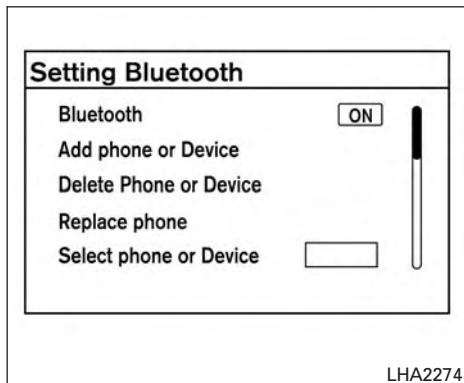 Setting Bluetooth
Bluetooth ON
Add phone or Device
Delete Phone or Device
Replace phone
Select phone or Device
LHA2274